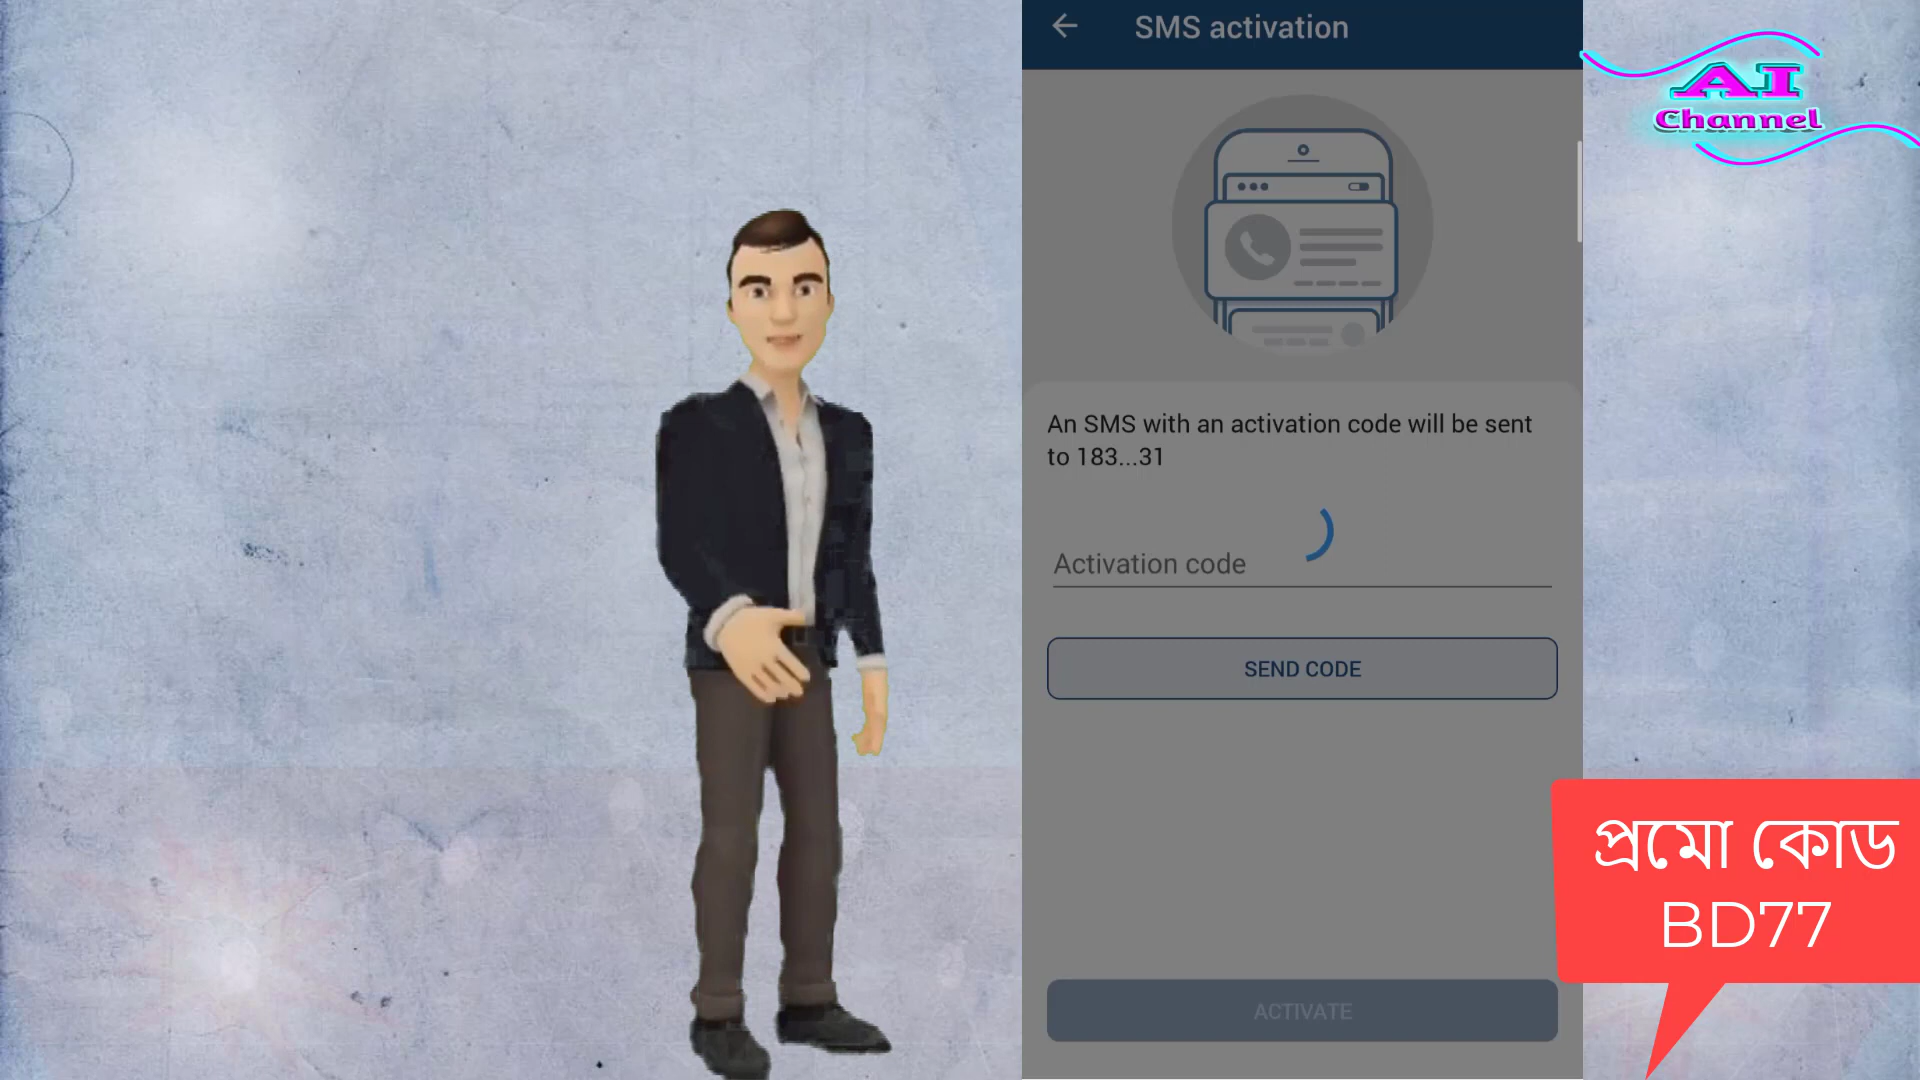 SMS activation
AI
Channel
An SMS with an activation code will be sent
to 183...31
Activation code
SEND CODE
প্রমো কোড
BD77
ACTIVATE